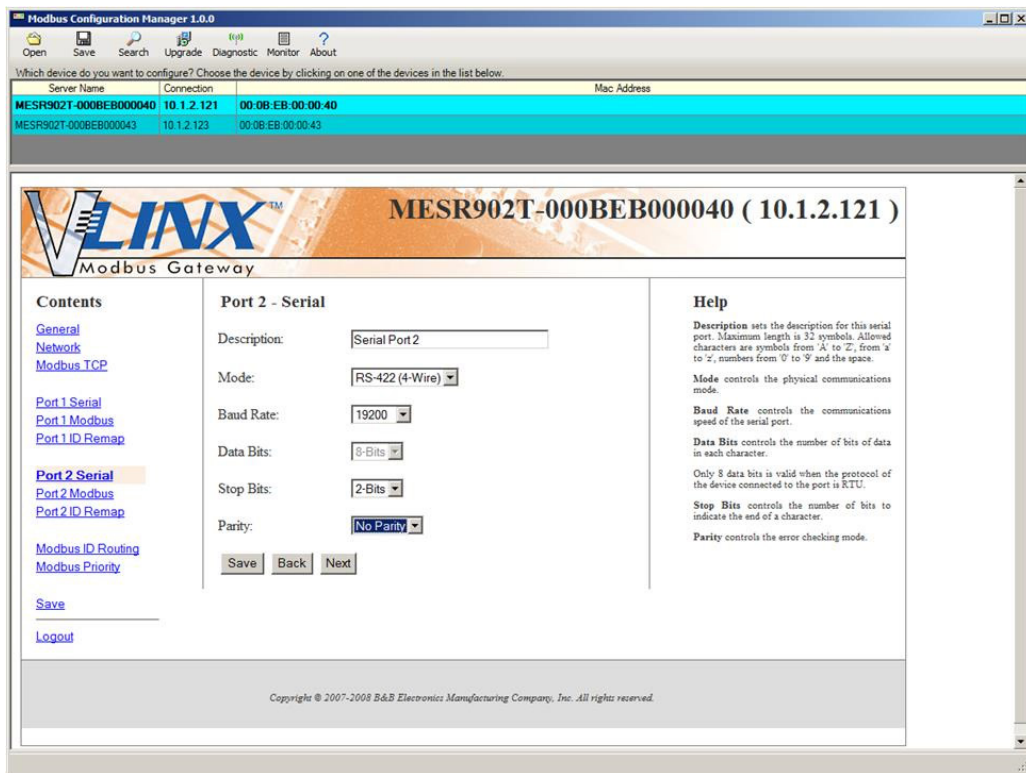 Modbus Configuration Manager 1.0.0
Open Save Search Upgrade Diagnostic Monitor About
Which device do you want to configure? Choose the device by clicking on one of the devices in the list below.
Server Name Connection Mac Address
MESR902T-000BEB000040 10.1.2.121 00:0B:EB:00:00:40
MESR902T-000BEB000043 10.1.2.123 00:0B:EB:00:00:43
VLINX™
Modbus Gateway
MESR902T-000BEB000040 ( 10.1.2.121 )
Contents
General
Network
Modbus TCP
Port 1 Serial
Port 1 Modbus
Port 1 ID Remap
Port 2 Serial
Port 2 Modbus
Port 2 ID Remap
Modbus ID Routing
Modbus Priority
Save
Logout
Port 2 - Serial
Description: Serial Port 2
Mode: RS-422 (4-Wire)
Baud Rate: 19200
Data Bits: 8-Bits
Stop Bits: 2-Bits
Parity: No Parity
Save Back Next
Help
Description sets the description for this serial
port. Maximum length is 32 symbols. Allowed
characters are symbols from 'A' to 'Z', from 'a'
to 'z', numbers from '0' to '9' and the space.
Mode controls the physical communications
mode.
Baud Rate controls the communications
speed of the serial port.
Data Bits controls the number of bits of data
in each character.
Only 8 data bits is valid when the protocol of
the device connected to the port is RTU.
Stop Bits controls the number of bits to
indicate the end of a character.
Parity controls the error checking mode.
Copyright © 2007-2008 B&B Electronics Manufacturing Company, Inc. All rights reserved.